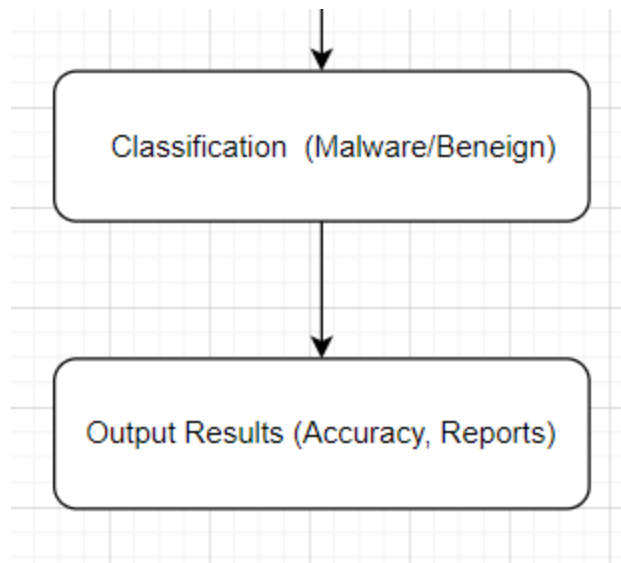 Classification  (Malware/Beneign)
Output Results (Accuracy, Reports)